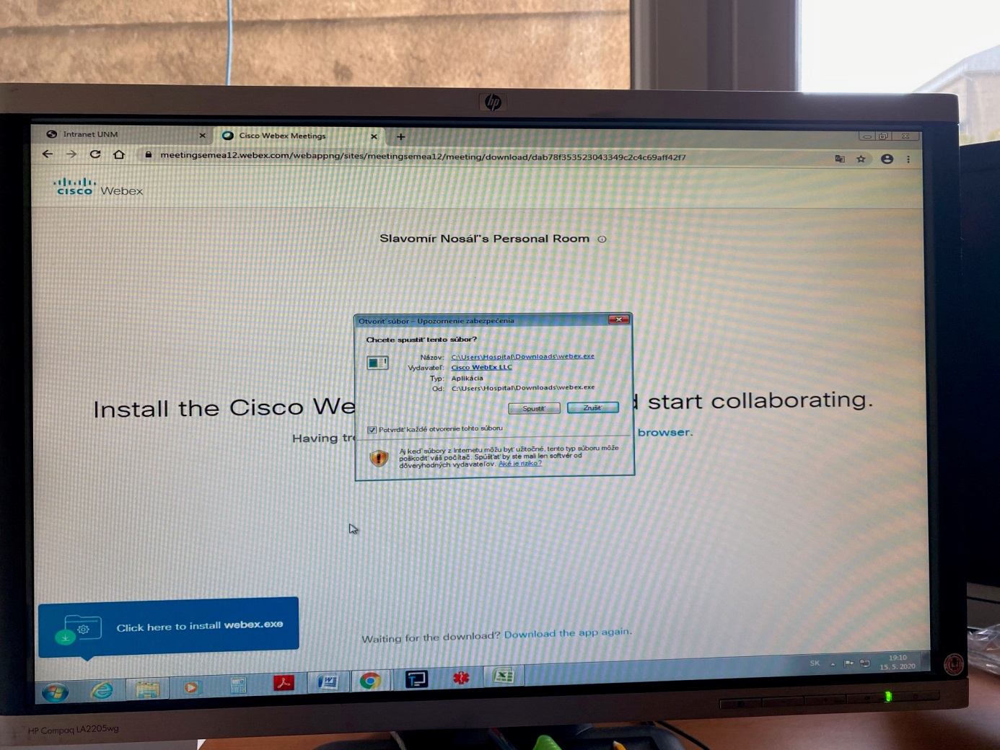 hp
Intranet UNM
Cisco Webex Meetings
meetingsemea12.webex.com/webappng/sites/meetingsemea12/meeting/download/dab78f353523043349c2c4c69aff42f7
CISCO Webex
Slavomír Nosáľ's Personal Room
Otvoriť súbor – Upozornenie zabezpečenia
Chcete spustiť tento súbor?
Názov: C:\Users\Hospital\Downloads\webex.exe
Vydavateľ: Cisco WebEx LLC
Typ: Aplikácia
Od: C:\Users\Hospital\Downloads\webex.exe
Spustiť Zrušiť
Install the Cisco We
d start collaborating.
Potvrdiť každé otvorenie tohto súboru
Having tr
browser.
Aj keď súbory z Internetu môžu byť užitočné, tento typ súboru môže
poškodiť váš počítač. Spúšťať by ste mali len softvér od
dôveryhodných vydavateľov. Aké je riziko?
Click here to install webex.exe
Waiting for the download? Download the app again.
SK
19:10
15. 5. 2020
HP Compaq LA2205wg